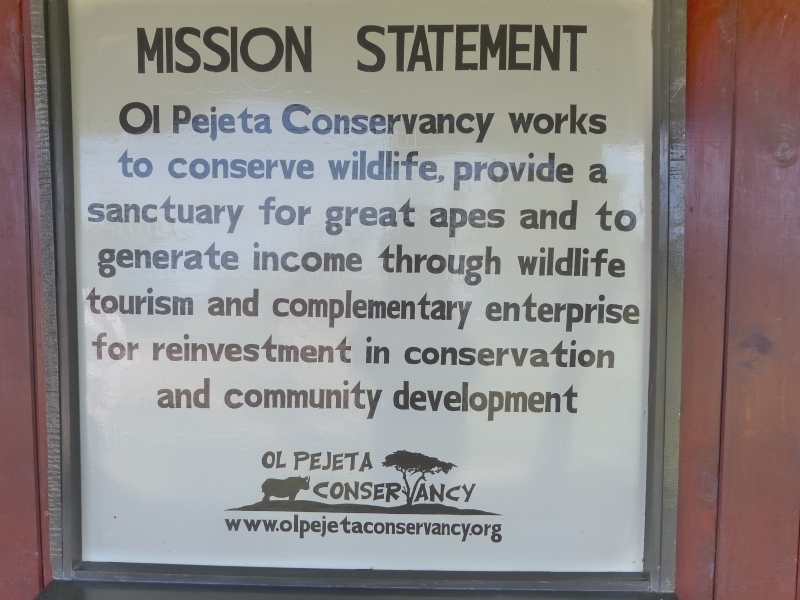 MISSION STATEMENT
Ol Pejeta Conservancy works
to conserve wildlife, provide a
sanctuary for great apes and to
generate income through wildlife
tourism and complementary enterprise
for reinvestment in conservation
and community development
OL PEJETA
CONSERVANCY
www.olpejetaconservancy.org